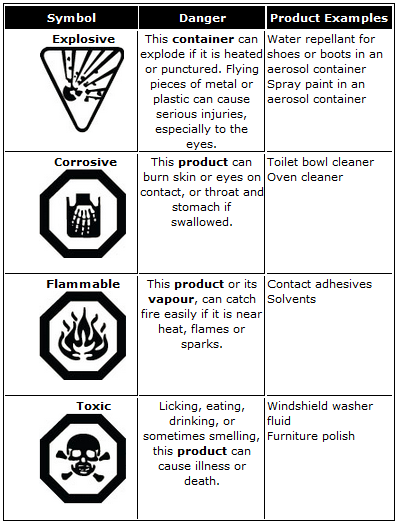 Symbol Danger Product Examples
Explosive
This container can
explode if it is heated
or punctured. Flying
pieces of metal or
plastic can cause
serious injuries,
especially to the
eyes.
Water repellant for
shoes or boots in an
aerosol container
Spray paint in an
aerosol container
Corrosive
This product can
burn skin or eyes on
contact, or throat and
stomach if
swallowed.
Toilet bowl cleaner
Oven cleaner
Flammable
This product or its
vapour, can catch
fire easily if it is near
heat, flames or
sparks.
Contact adhesives
Solvents
Toxic
Licking, eating,
drinking, or
sometimes smelling,
this product can
cause illness or
death.
Windshield washer
fluid
Furniture polish